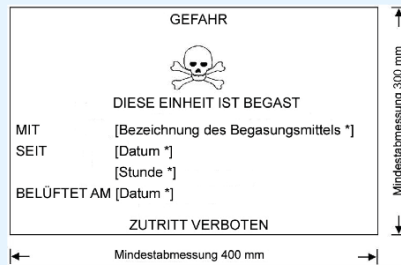 GEFAHR
DIESE EINHEIT IST BEGAST
MIT [Bezeichnung des Begasungsmittels *]
SEIT [Datum *]
[Stunde *]
BELÜFTET AM [Datum *]
ZUTRITT VERBOTEN
Mindestabmessung 400 mm
Mindestabmessung 300 mm